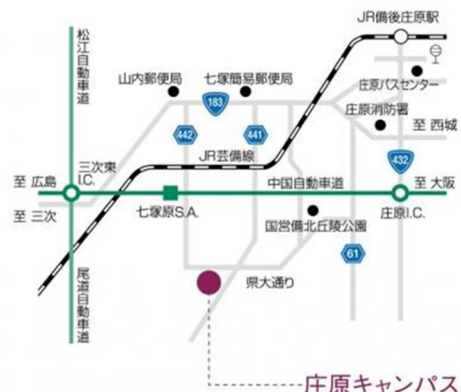 JR備後庄原駅
松江自動車道
山内郵便局
七塚簡易郵便局
庄原バスセンター
183
庄原消防署
442
441
至 西城
JR芸備線
432
三次東
I.C.
至 広島
中国自動車道
至 大阪
至 三次
七塚原S.A.
庄原I.C.
国営備北丘陵公園
61
尾道自動車道
県大通り
庄原キャンパス